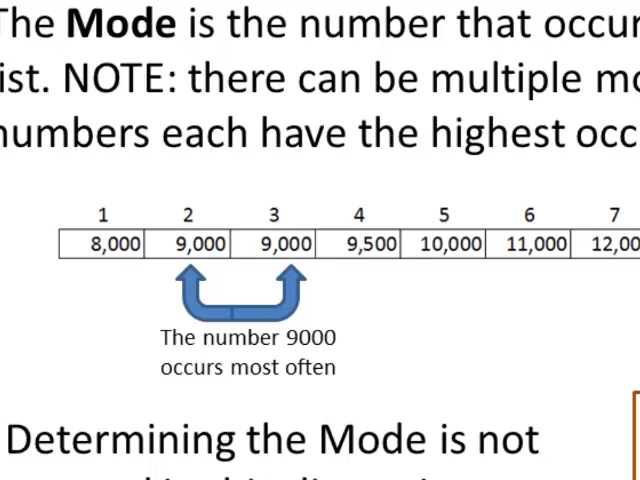 The Mode is the number that occur
ist. NOTE: there can be multiple mo
numbers each have the highest occ
1 2 3 4 5 6 7
8,000 9,000 9,000 9,500 10,000 11,000 12,00
The number 9000
occurs most often
Determining the Mode is not